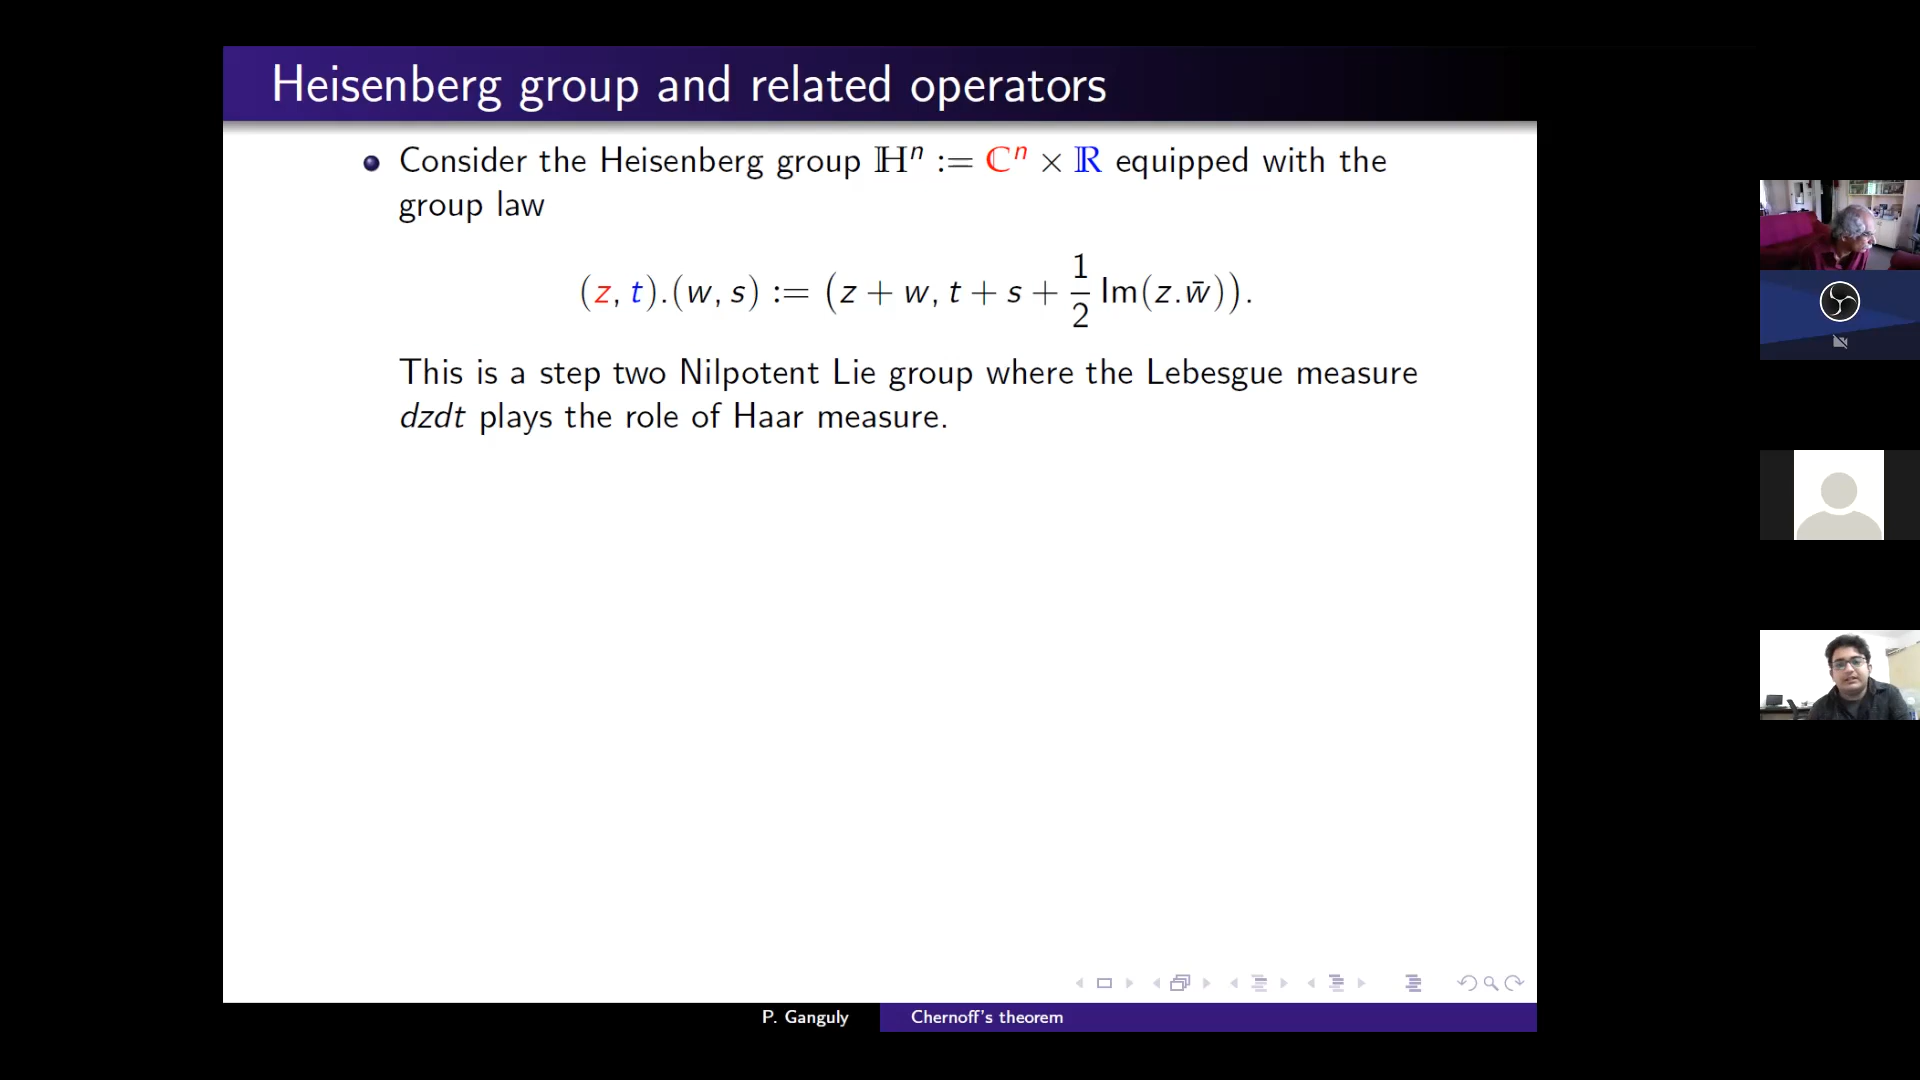 Heisenberg group and related operators
Consider the Heisenberg group ℍⁿ := ℂⁿ × ℝ equipped with the
group law
(z, t).(w, s) := (z + w, t + s + 1/2 Im(z.w̄)).
This is a step two Nilpotent Lie group where the Lebesgue measure
dzdt plays the role of Haar measure.
P. Ganguly
Chernoff's theorem